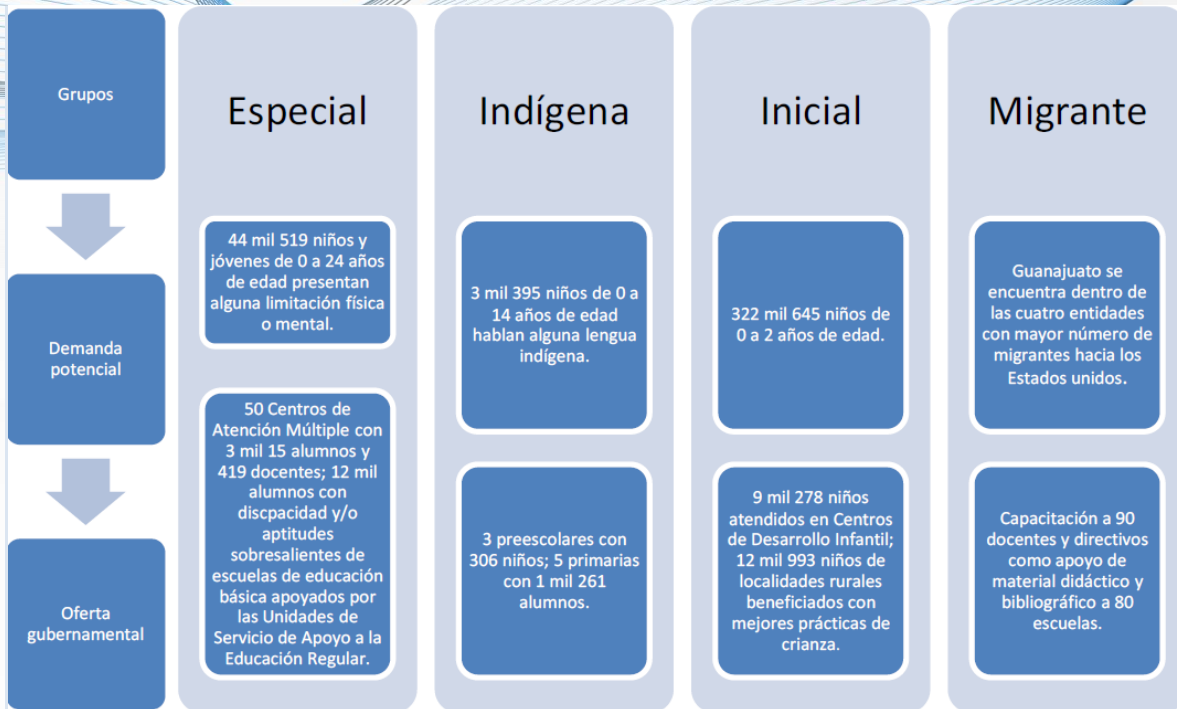 Grupos
Especial
Indígena
Inicial
Migrante
Demanda
potencial
44 mil 519 niños y
jóvenes de 0 a 24 años
de edad presentan
alguna limitación física
o mental.
3 mil 395 niños de 0 a
14 años de edad
hablan alguna lengua
indígena.
322 mil 645 niños de
0 a 2 años de edad.
Guanajuato se
encuentra dentro de
las cuatro entidades
con mayor número de
migrantes hacia los
Estados unidos.
Oferta
gubernamental
50 Centros de
Atención Múltiple con
3 mil 15 alumnos y
419 docentes; 12 mil
alumnos con
discpacidad y/o
aptitudes
sobresalientes de
escuelas de educación
básica apoyados por
las Unidades de
Servicio de Apoyo a la
Educación Regular.
3 preescolares con
306 niños; 5 primarias
con 1 mil 261
alumnos.
9 mil 278 niños
atendidos en Centros
de Desarrollo Infantil;
12 mil 993 niños de
localidades rurales
beneficiados con
mejores prácticas de
crianza.
Capacitación a 90
docentes y directivos
como apoyo de
material didáctico y
bibliográfico a 80
escuelas.